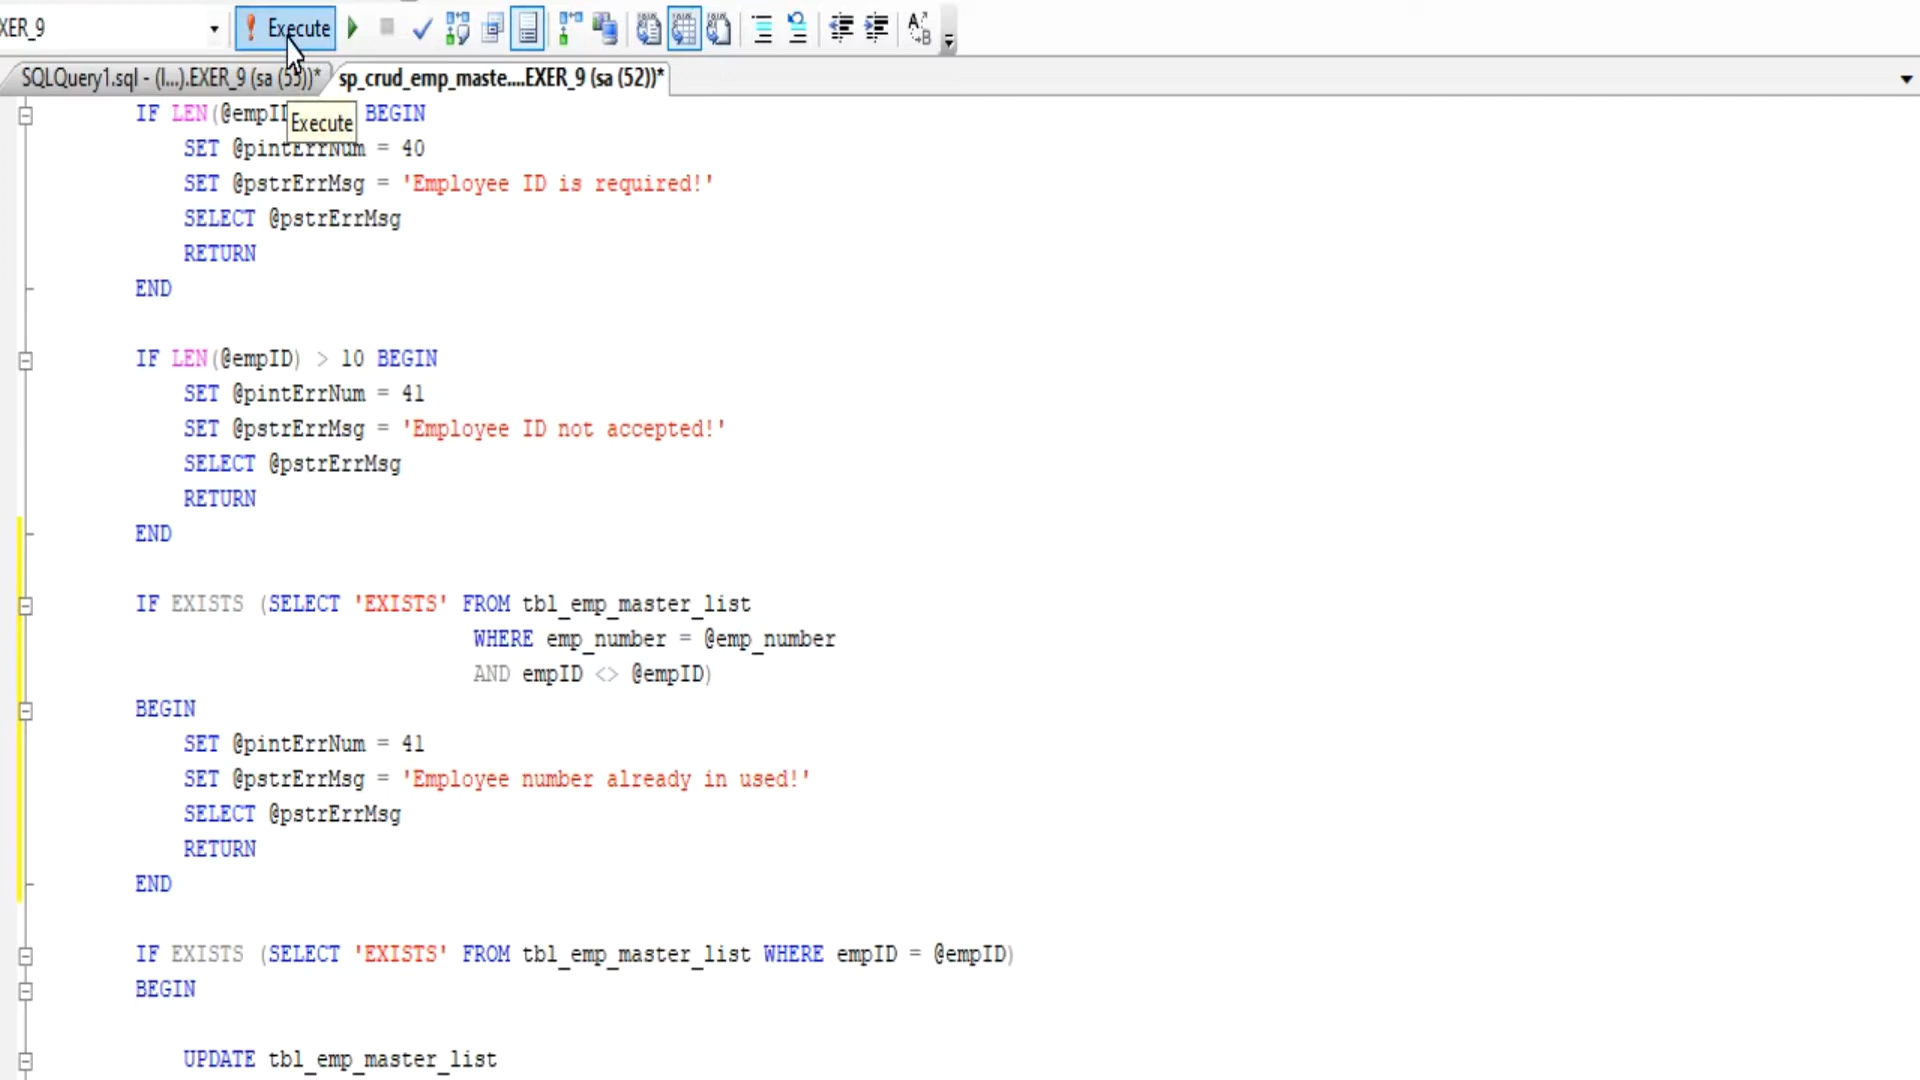 XER_9
Execute
SQLQuery1.sql - (l...).EXER_9 (sa (53))*
sp_crud_emp_maste....EXER_9 (sa (52))*
IF LEN(@empI BEGIN
Execute
SET @pintErrNum = 40
SET @pstrErrMsg = 'Employee ID is required!'
SELECT @pstrErrMsg
RETURN
END
IF LEN(@empID) > 10 BEGIN
SET @pintErrNum = 41
SET @pstrErrMsg = 'Employee ID not accepted!'
SELECT @pstrErrMsg
RETURN
END
IF EXISTS (SELECT 'EXISTS' FROM tbl_emp_master_list
WHERE emp_number = @emp_number
AND empID <> @empID)
BEGIN
SET @pintErrNum = 41
SET @pstrErrMsg = 'Employee number already in used!'
SELECT @pstrErrMsg
RETURN
END
IF EXISTS (SELECT 'EXISTS' FROM tbl_emp_master_list WHERE empID = @empID)
BEGIN
UPDATE tbl_emp_master_list